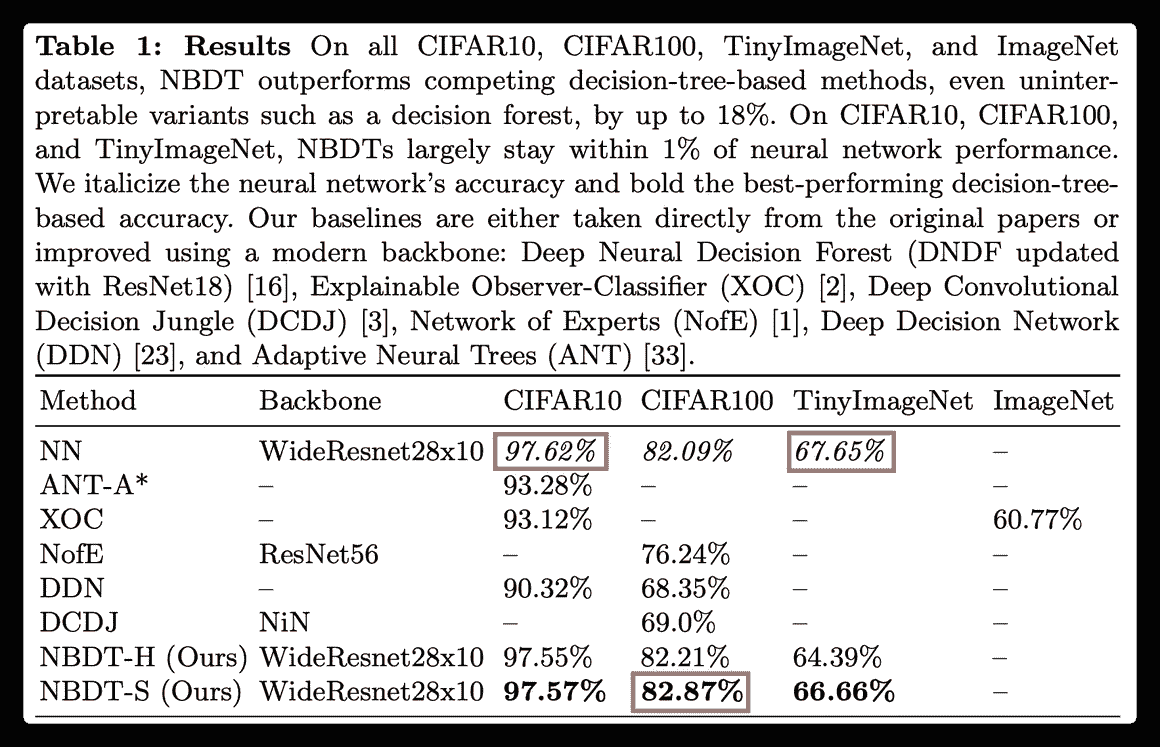 Table 1: Results On all CIFAR10, CIFAR100, TinyImageNet, and ImageNet
datasets, NBDT outperforms competing decision-tree-based methods, even uninter-
pretable variants such as a decision forest, by up to 18%. On CIFAR10, CIFAR100,
and TinyImageNet, NBDTs largely stay within 1% of neural network performance.
We italicize the neural network's accuracy and bold the best-performing decision-tree-
based accuracy. Our baselines are either taken directly from the original papers or
improved using a modern backbone: Deep Neural Decision Forest (DNDF updated
with ResNet18) [16], Explainable Observer-Classifier (XOC) [2], Deep Convolutional
Decision Jungle (DCDJ) [3], Network of Experts (NofE) [1], Deep Decision Network
(DDN) [23], and Adaptive Neural Trees (ANT) [33].
Method Backbone CIFAR10 CIFAR100 TinyImageNet ImageNet
NN WideResnet28x10 97.62% 82.09% 67.65% –
ANT-A* – 93.28% – – –
XOC – 93.12% – – 60.77%
NofE ResNet56 – 76.24% – –
DDN – 90.32% 68.35% – –
DCDJ NiN – 69.0% – –
NBDT-H (Ours) WideResnet28x10 97.55% 82.21% 64.39% –
NBDT-S (Ours) WideResnet28x10 97.57% 82.87% 66.66% –